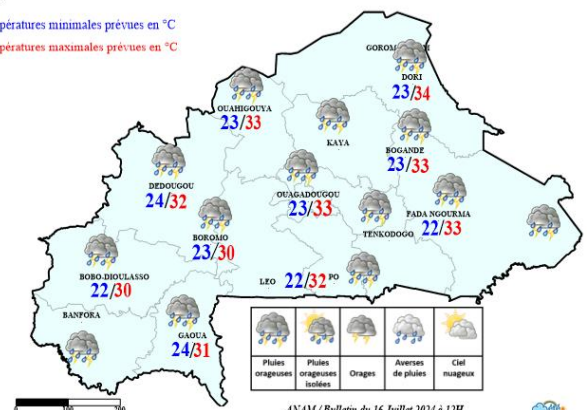 pératures minimales prévues en °C
pératures maximales prévues en °C
GOROM
DORI
23/34
OUAHIGOUYA
23/33
KAYA
BOGANDE
23/33
DEDOUGOU
24/32
OUAGADOUGOU
23/33
FADA NGOURMA
22/33
TENKODOGO
BOROMO
23/30
BOBO-DIOULASSO
22/30
LEO
22/32
PO
BANFORA
GAOUA
24/31
Pluies orageuses
Pluies orageuses isolées
Orages
Averses de pluies
Ciel nuageux
ANAM / Bulletin du 16 Juillet 2024 à 12H